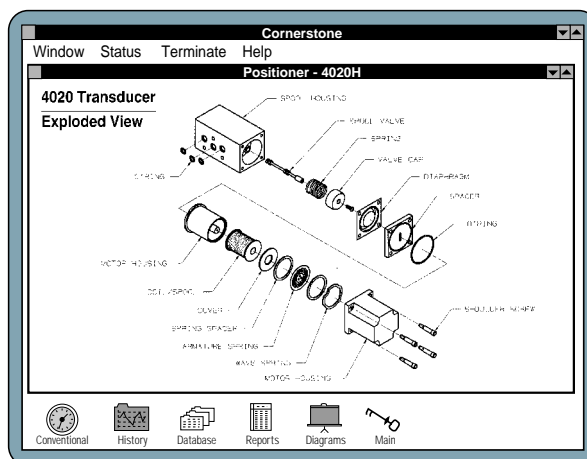 Cornerstone
Window Status Terminate Help
Positioner - 4020H
4020 Transducer
Exploded View
SPOOL HOUSING
SPOOL VALVE
SPRING
VALVE CAP
DIAPHRAGM
SPACER
O'RING
O'RING
MOTOR HOUSING
COIL/SPOOL
COVER
SPRING SPACER
ARMATURE SPRING
WAVE SPRING
MOTOR HOUSING
SHOULDER SCREW
Conventional History Database Reports Diagrams Main